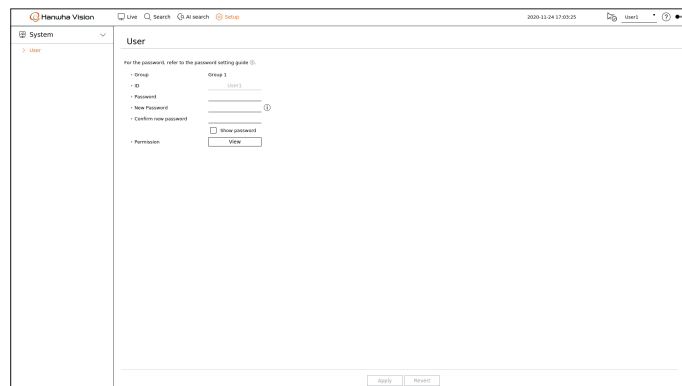 Hanwha Vision
Live Search AI search Setup 2020-11-24 17:03:25 User1
System
User
User
For the password, refer to the password setting guide ⓘ.
• Group Group 1
• ID User1
• Password
• New Password
• Confirm new password
Show password
• Permission View
Apply Revert